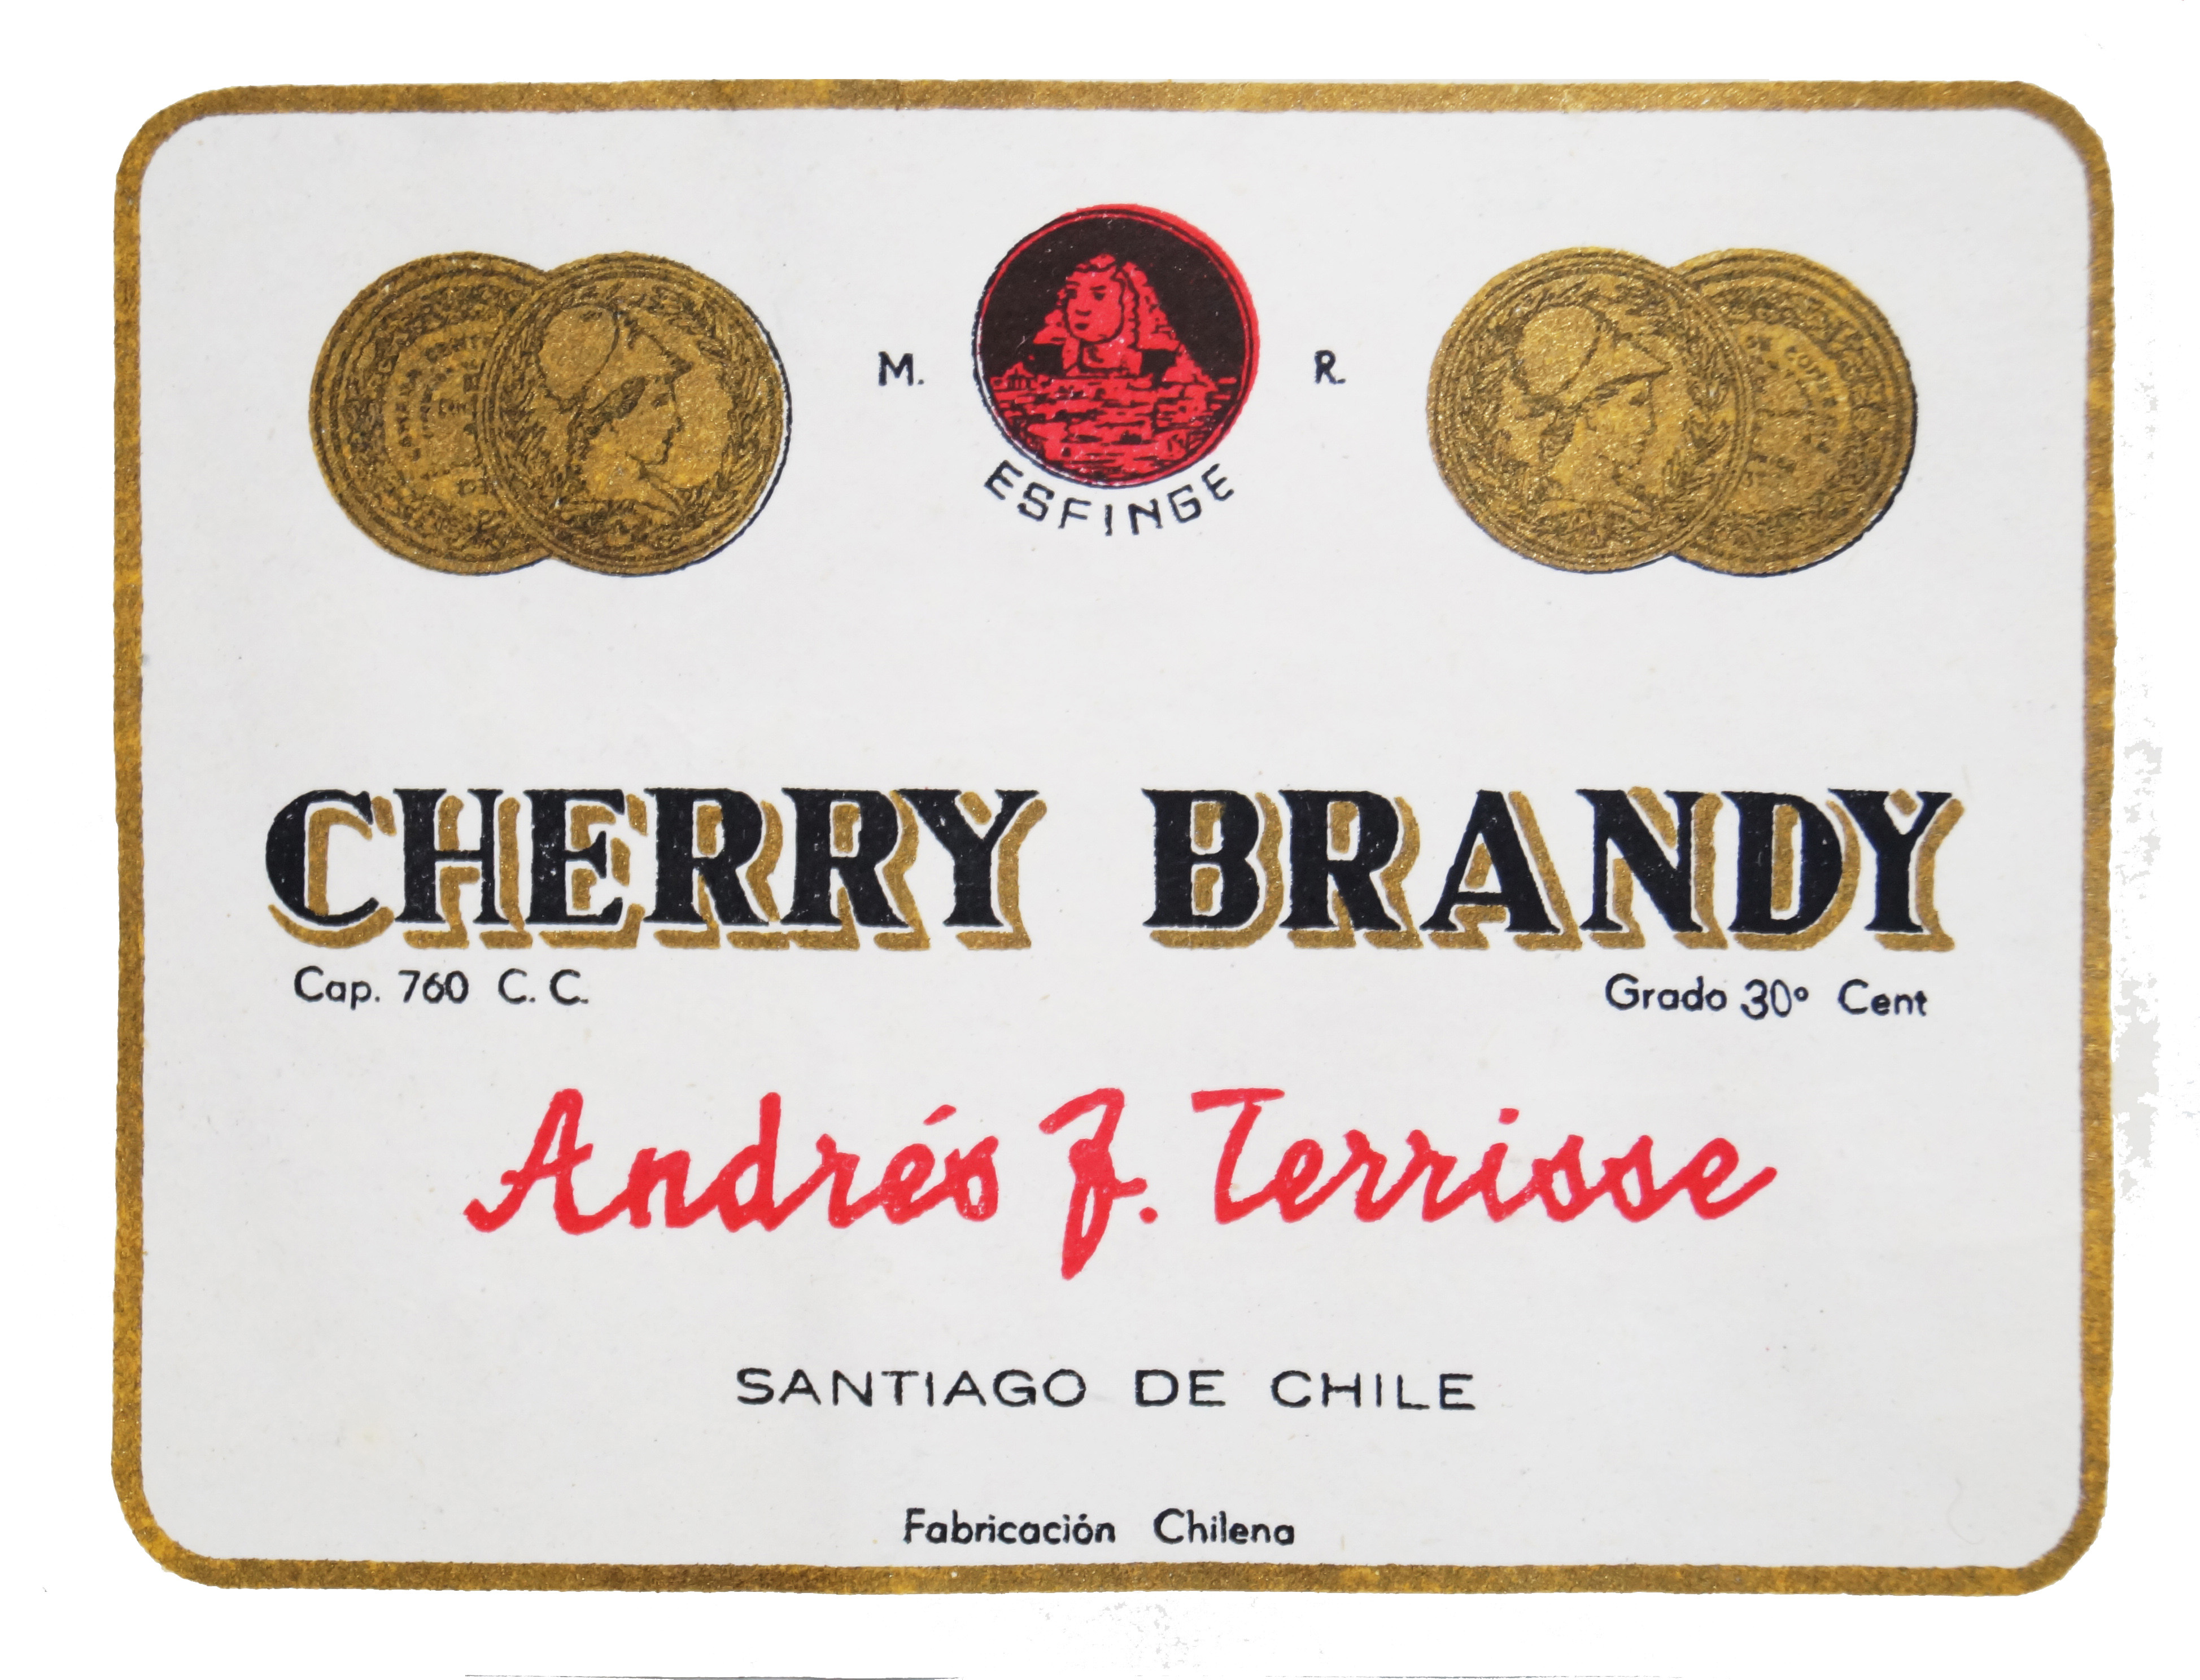 M. R.
ESFINGE
CHERRY BRANDY
Cap. 760 C. C. Grado 30° Cent
Andrés F. Terrisse
SANTIAGO DE CHILE
Fabricación Chilena